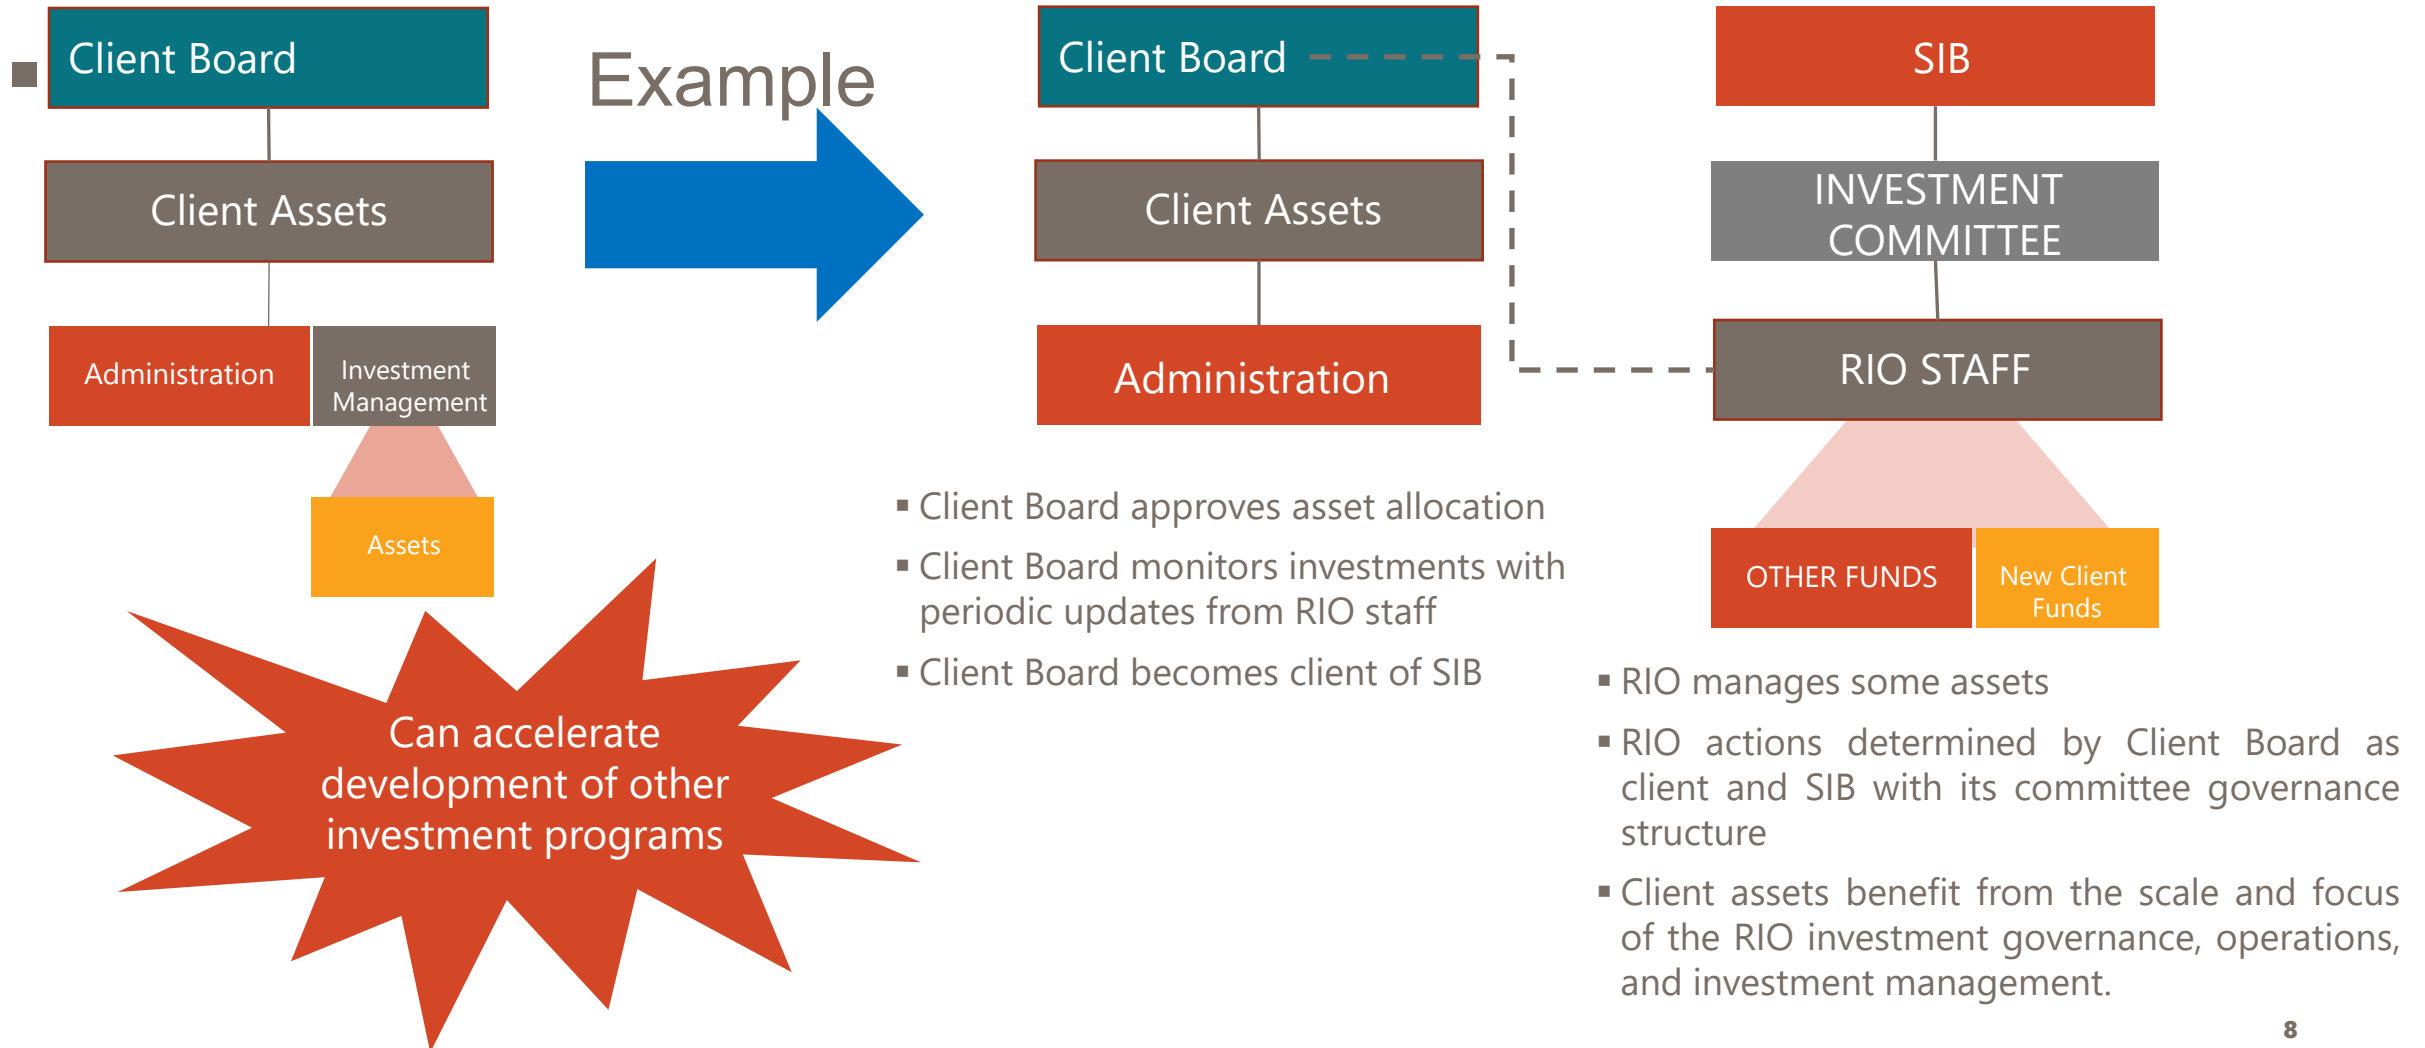 Client Board
Client Assets
Administration
Investment
Management
Assets
Can accelerate
development of other
investment programs
Example
Client Board
Client Assets
Administration
▪ Client Board approves asset allocation
▪ Client Board monitors investments with
periodic updates from RIO staff
▪ Client Board becomes client of SIB
SIB
INVESTMENT
COMMITTEE
RIO STAFF
OTHER FUNDS
New Client
Funds
▪ RIO manages some assets
▪ RIO actions determined by Client Board as
client and SIB with its committee governance
structure
▪ Client assets benefit from the scale and focus
of the RIO investment governance, operations,
and investment management.
8